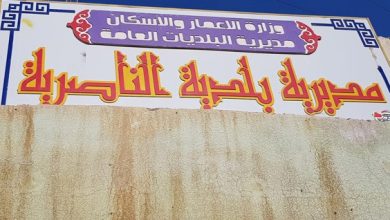 وزارة الاعمار والاسكان
مديرية البلديات العامة
مديرية بلدية الناصرية